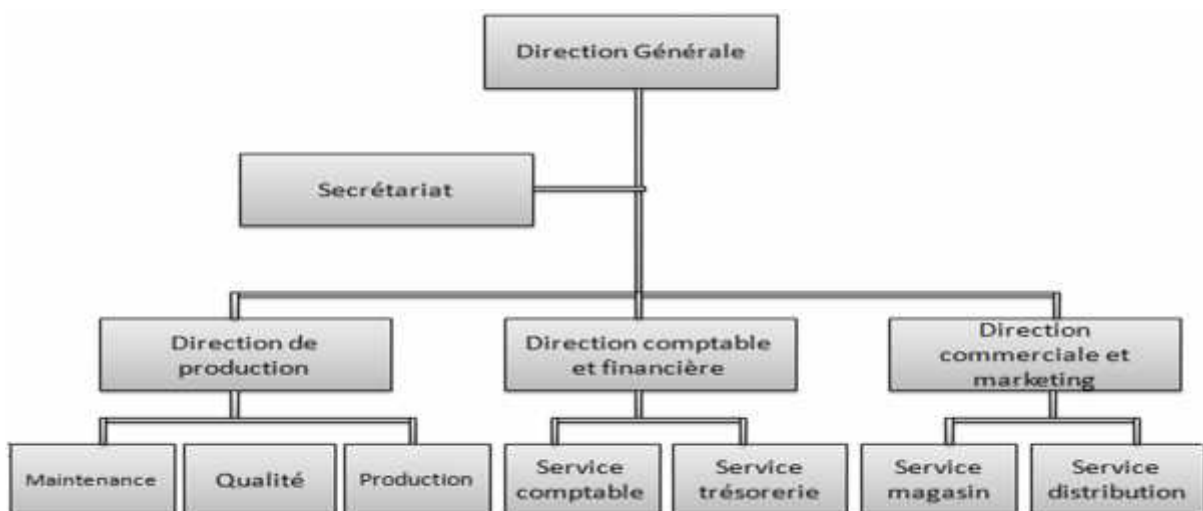 Direction Générale
Secrétariat
Direction de
production
Direction comptable
et financière
Direction
commerciale et
marketing
Maintenance
Qualité
Production
Service
comptable
Service
trésorerie
Service
magasin
Service
distribution